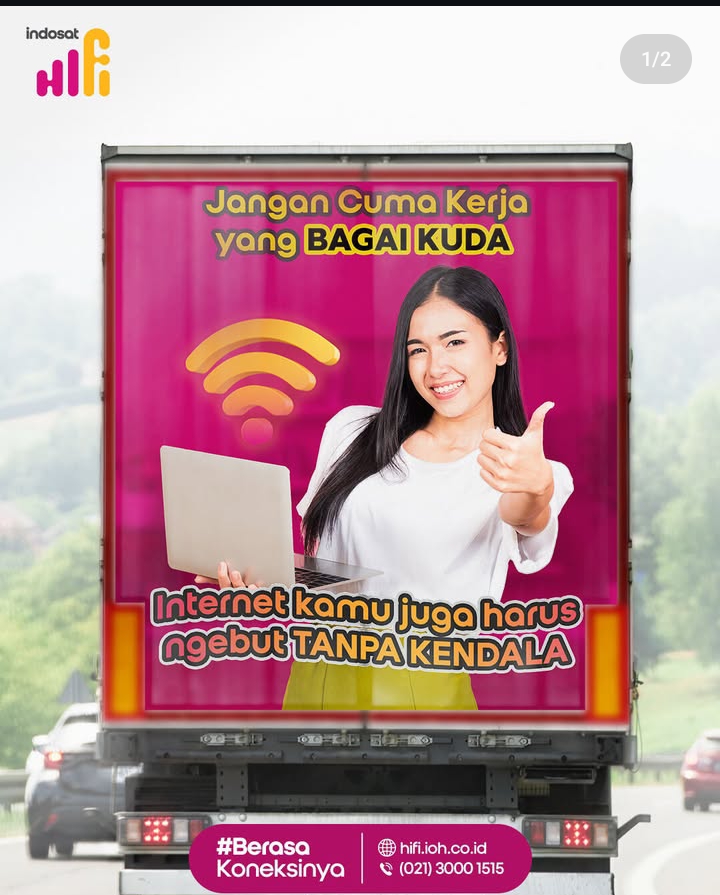 indosat
HIFI
1/2
Jangan Cuma Kerja
yang BAGAI KUDA
Internet kamu juga harus
ngebut TANPA KENDALA
#Berasa
Koneksinya
hifi.ioh.co.id
(021) 3000 1515